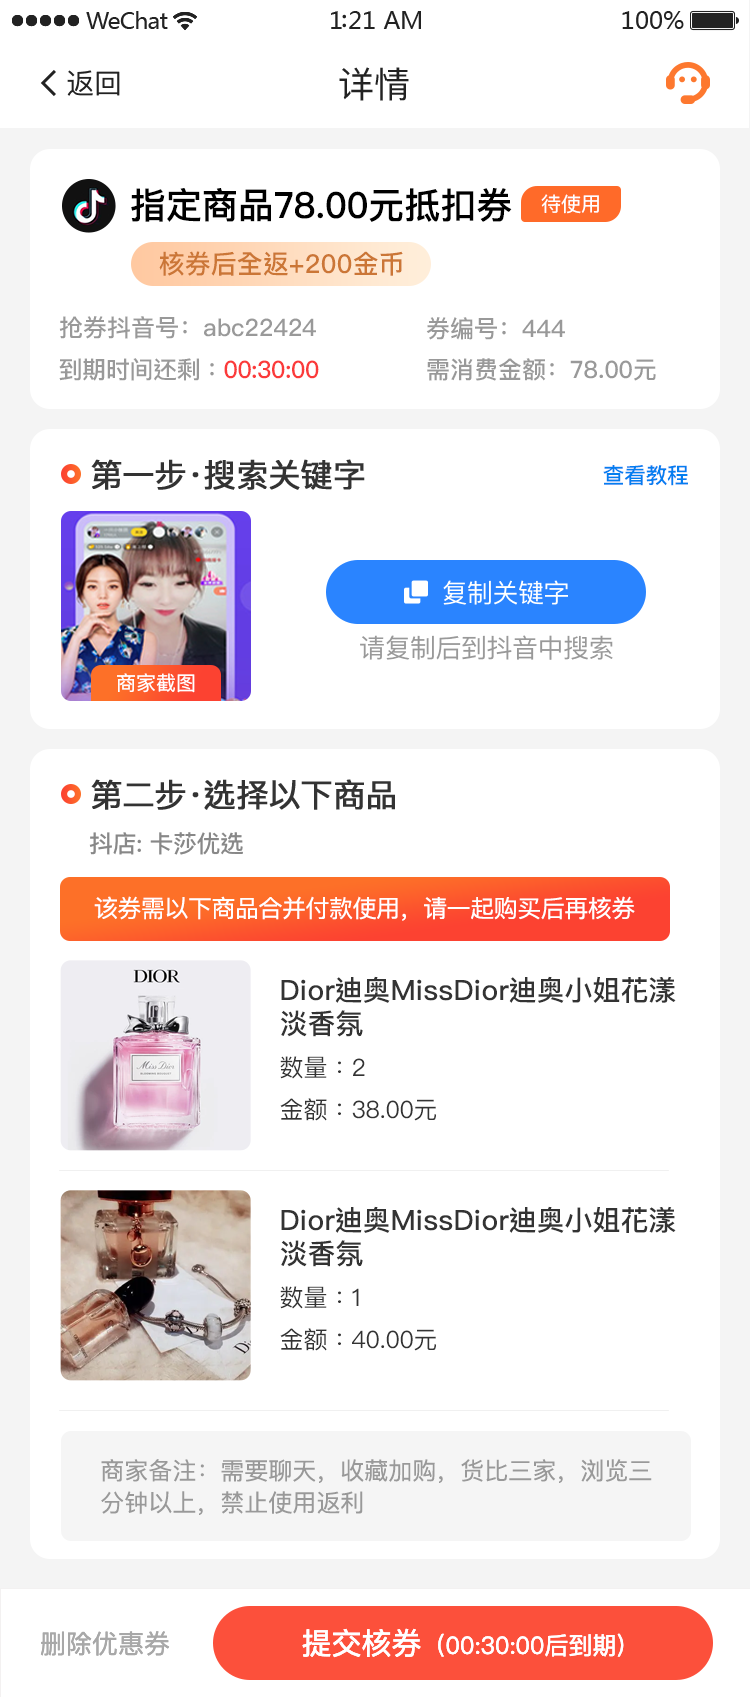 WeChat 1:21 AM 100%
返回 详情
指定商品78.00元抵扣券 待使用
核券后全返+200金币
抢券抖音号：abc22424 券编号：444
到期时间还剩：00:30:00 需消费金额：78.00元
第一步·搜索关键字 查看教程
复制关键字
请复制后到抖音中搜索
商家截图
第二步·选择以下商品
抖店: 卡莎优选
该券需以下商品合并付款使用，请一起购买后再核券
DIOR
Miss Dior
Dior迪奥MissDior迪奥小姐花漾
淡香氛
数量：2
金额：38.00元
Dior迪奥MissDior迪奥小姐花漾
淡香氛
数量：1
金额：40.00元
商家备注：需要聊天，收藏加购，货比三家，浏览三
分钟以上，禁止使用返利
删除优惠券 提交核券（00:30:00后到期）